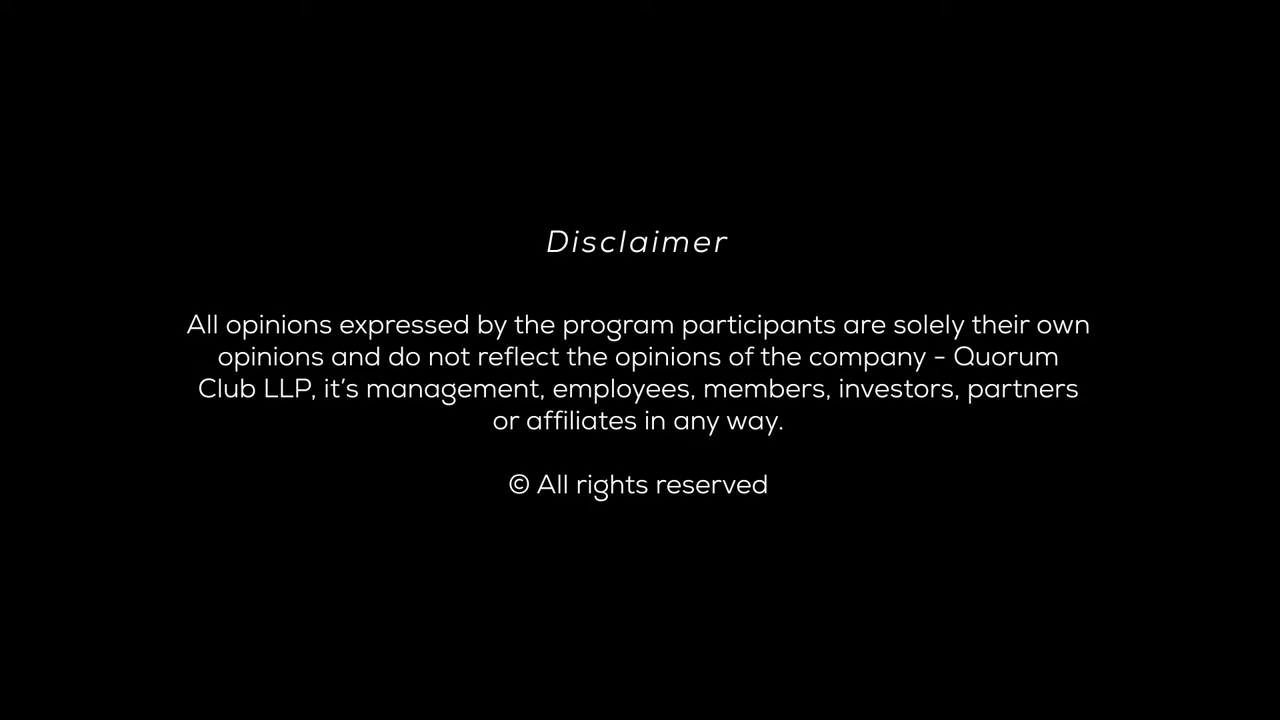 Disclaimer
All opinions expressed by the program participants are solely their own
opinions and do not reflect the opinions of the company - Quorum
Club LLP, it's management, employees, members, investors, partners
or affiliates in any way.
© All rights reserved